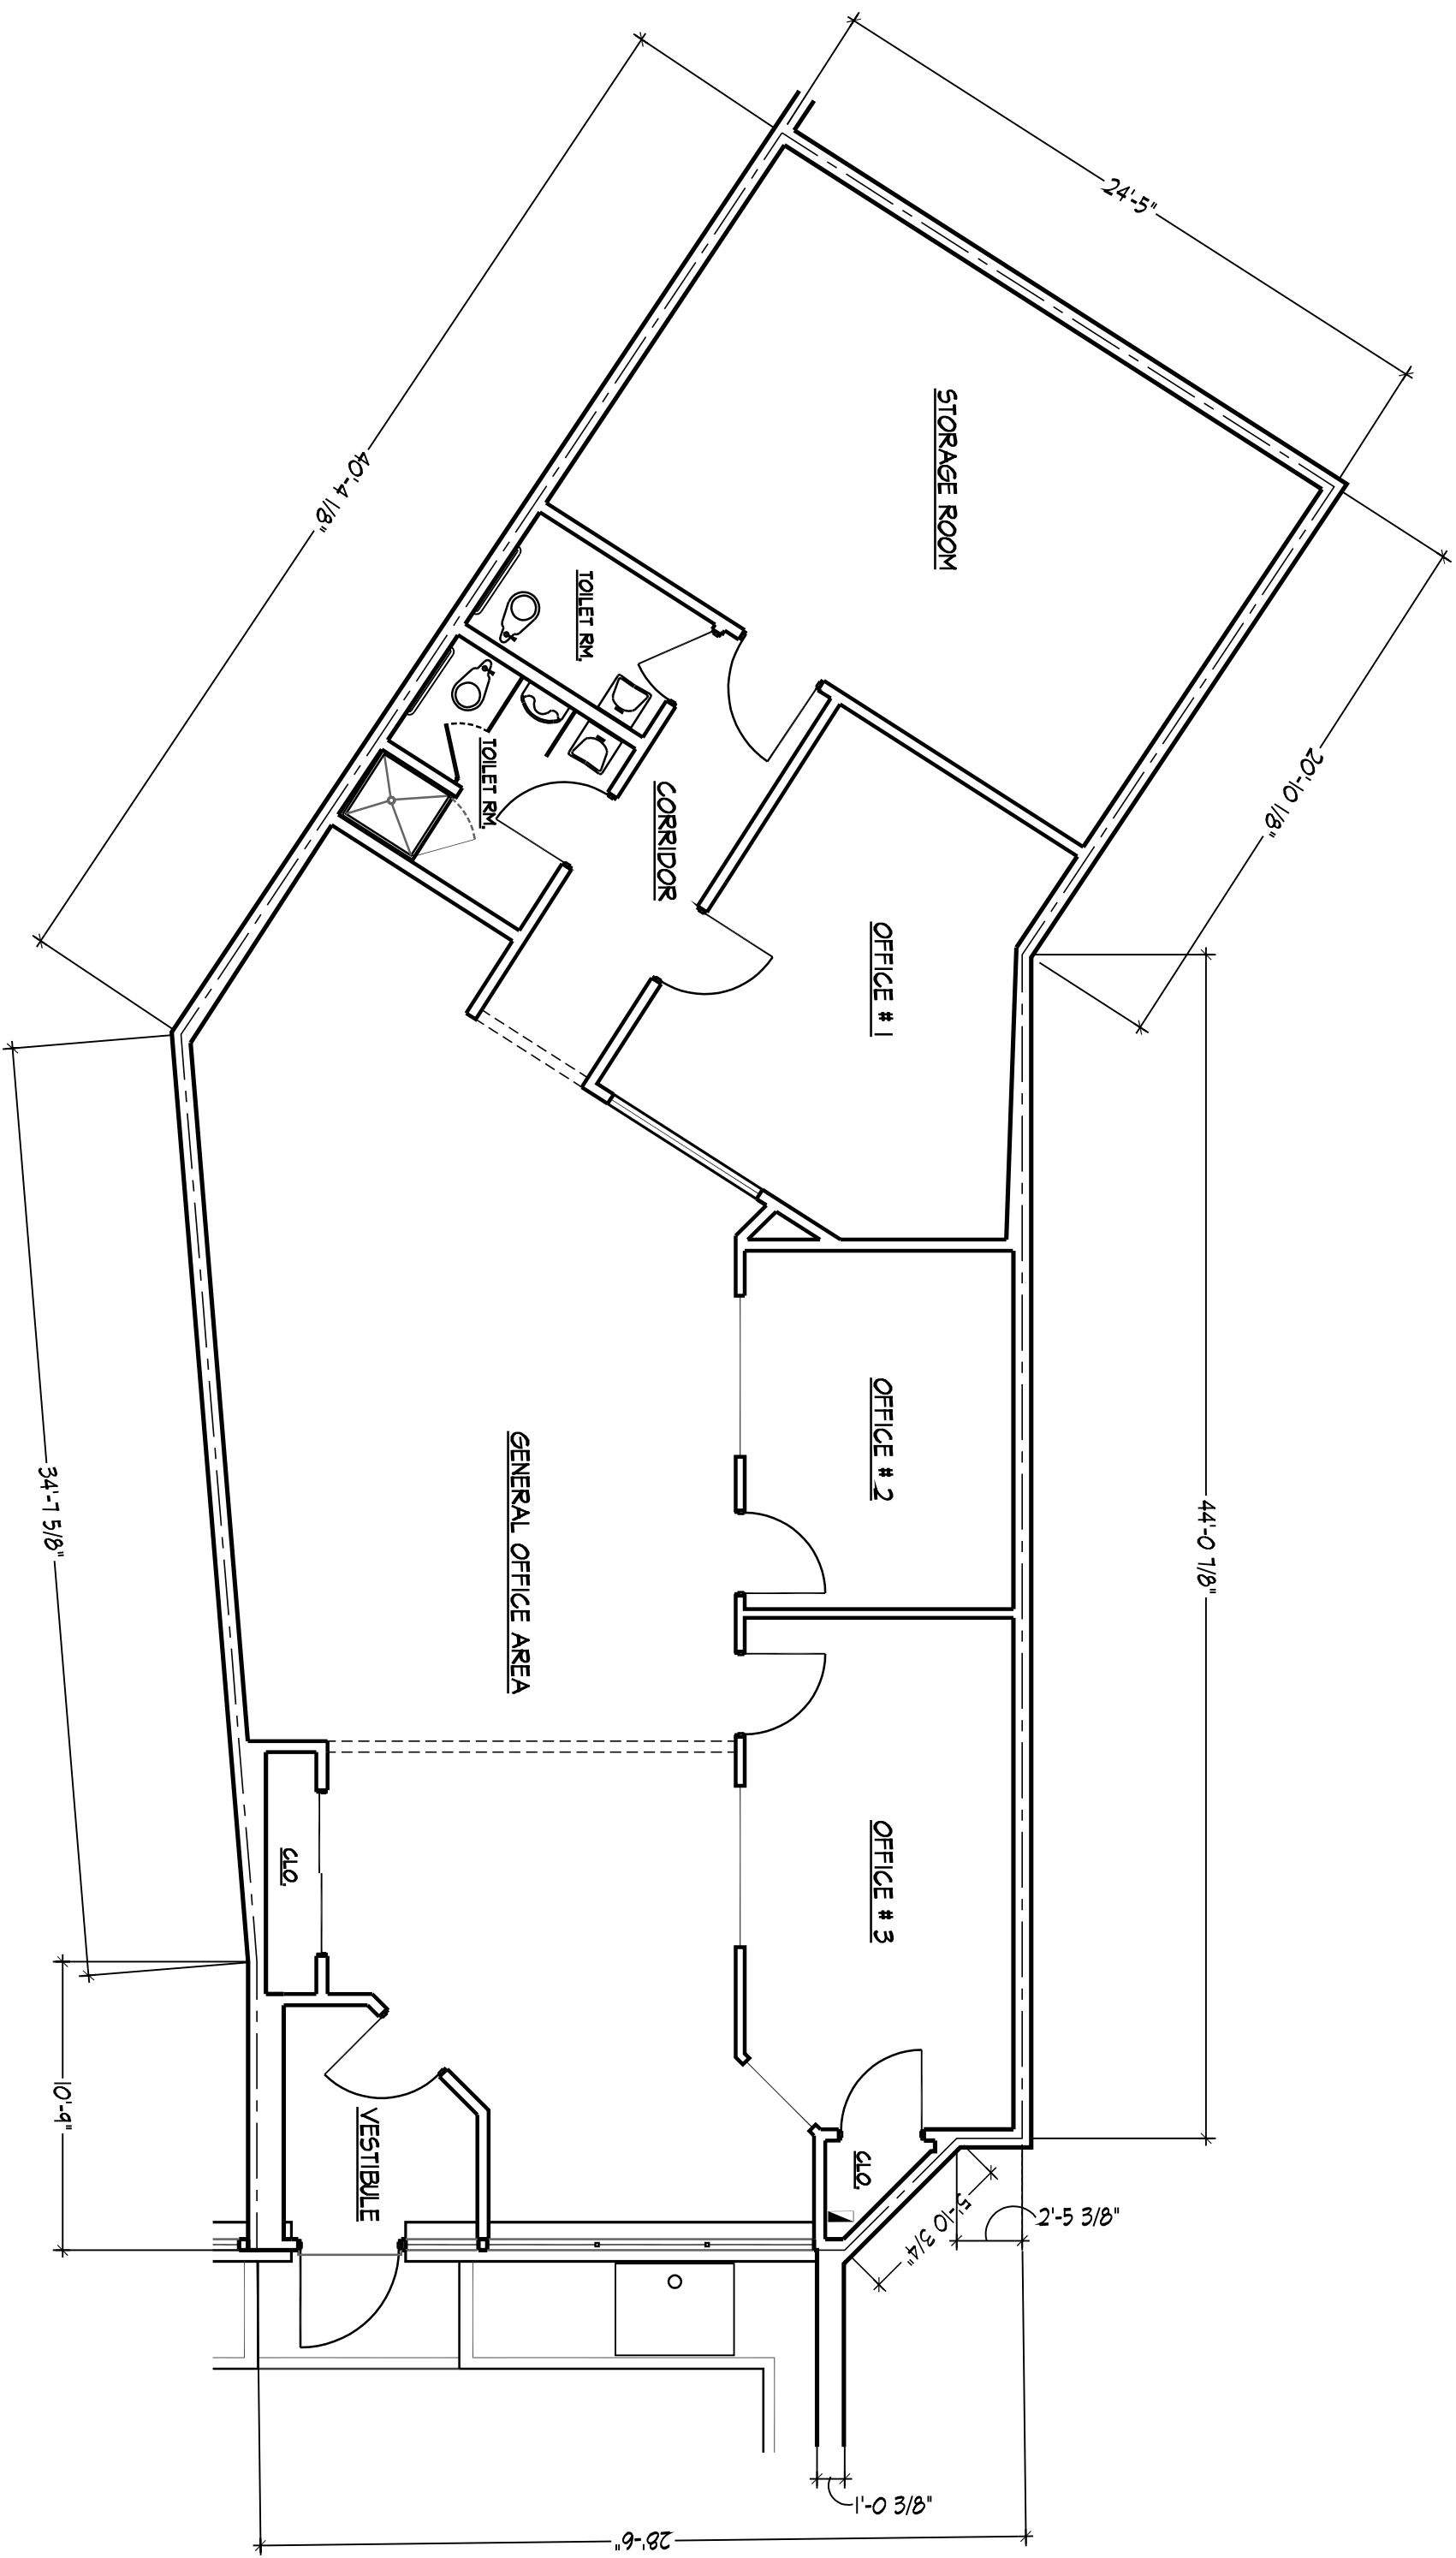 24'-5"
40'-4 1/8"
STORAGE ROOM
20'-10 1/8"
TOILET RM.
TOILET RM.
CORRIDOR
OFFICE # 1
34'-7 5/8"
GENERAL OFFICE AREA
OFFICE # 2
44'-0 7/8"
CLO.
OFFICE # 3
10'-9"
VESTIBULE
CLO.
5'-10 3/4"
2'-5 3/8"
1'-0 3/8"
28'-6"